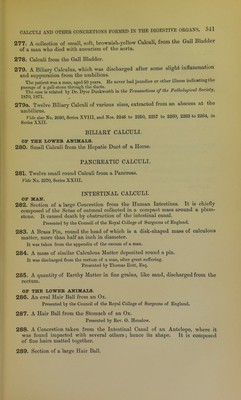 CALCULI AND OTHER CONCRETIONS FORMED IN THE DIGESTIVE ORGANS. 341
277. A collection of small, soft, brownish-yellow Calculi, from the Gall Bladder
of a man who died with aneurism of the aorta.
278. Calculi from the Gall Bladder.
279. A Biliary Calculus, which was discharged after some slight inflammation
and suppuration from the umbilicus.
The patient was a man, aged 60 years. He never had jaundice or other illness indicating the
passage of a gall-stone through the ducts.
The case is related by Dr. Dyce Duckworth in the Transactions of the Pathological Society,
1870, 1871.
279a. Twelve Biliary Calculi of various sizes, extracted from an abscess at the
umbilicus.
Vide also No. 2020, Series XVIII, and Nos. 2248 to 2253, 2257 to 2260, 2263 to 2264, in
Series XXII.
BILIARY CALCULI.
OF THE LOWER ANIMALS.
280. Small Calculi from the Hepatic Duct of a Horse.
PANCREATIC CALCULI.
281. Twelve small round Calculi from a Pancreas.
Vide No. 2279, Series XXIII.
INTESTINAL CALCULI.
OF MAN.
282. Section of a large Concretion from the Human Intestines. It is chiefly
composed of the Setae of oatmeal collected in a compact mass around a plum-
stone. It caused death by obstruction of the intestinal canal.
Presented by the Council of the Royal College of Surgeons of England.
283. A Brass Pin, round the head of which is a disk-shaped mass of calculous
matter, more than half an inch in diameter.
It was taken from the appendix of the cæcum of a man.
284. A mass of similar Calculous Matter deposited round a pin.
It was discharged from the rectum of a man, after great suffering.
Presented by Thomas Bott, Esq.
285. A quantity of Earthy Matter in fine grains, like sand, discharged from the
rectum.
OF THE LOWER ANIMALS.
286. An oval Hair Ball from an Ox.
Presented by the Council of the Royal College of Surgeons of England.
287. A Hair Ball from the Stomach of an Ox.
Presented by Rev. G. Henslow.
288. A Concretion taken from the Intestinal Canal of an Antelope, where it
was found impacted with several others; hence its shape. It is composed
of fine hairs matted together.
289. Section of a large Hair Ball.